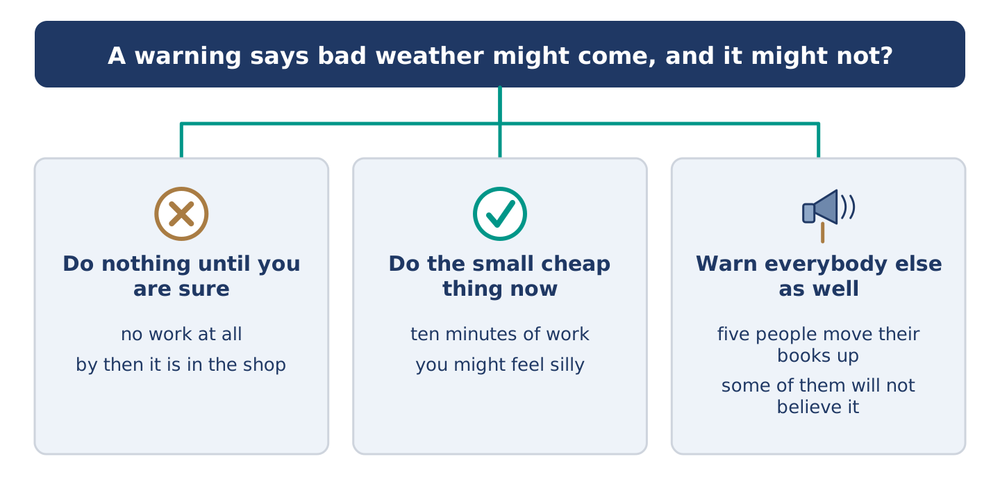 A warning says bad weather might come, and it might not?
Do nothing until you
are sure
no work at all
by then it is in the shop
Do the small cheap
thing now
ten minutes of work
you might feel silly
Warn everybody else
as well
five people move their
books up
some of them will not
believe it